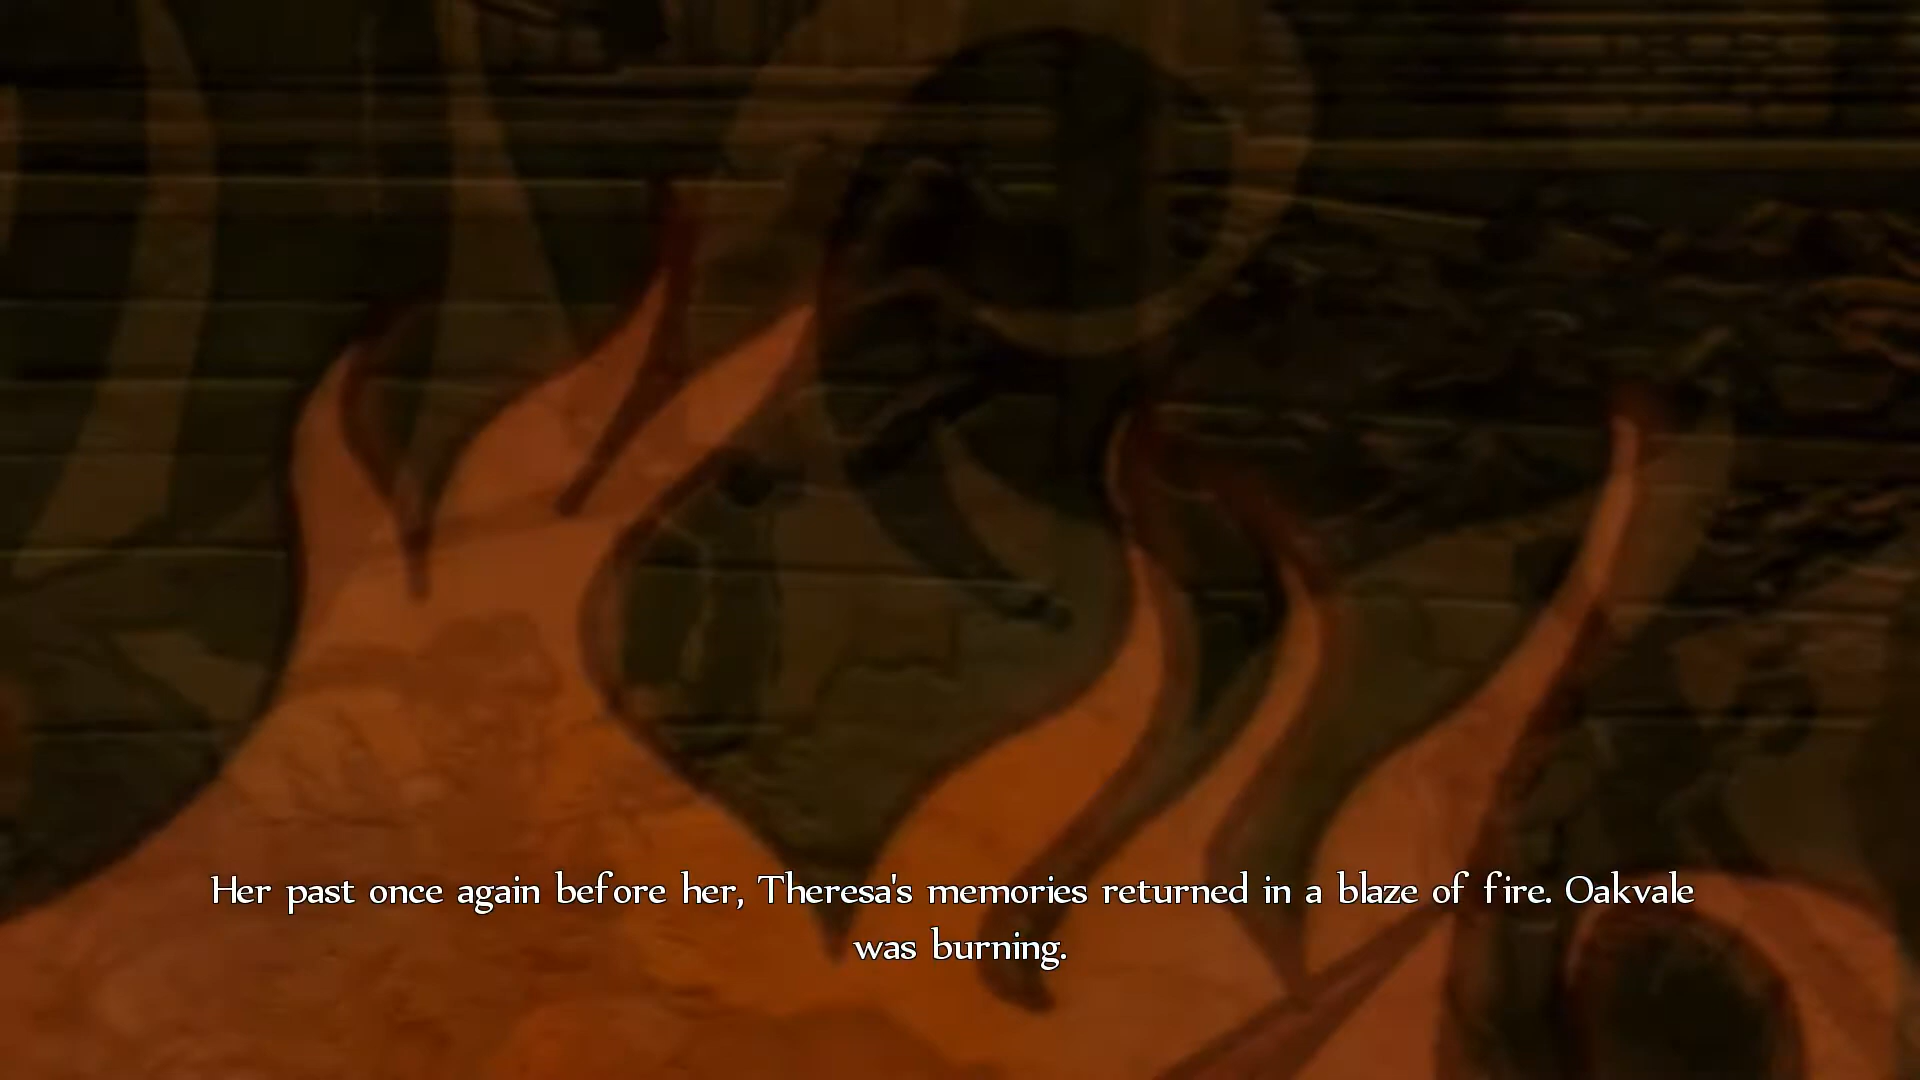 Her past once again before her, Theresa's memories returned in a blaze of fire. Oakvale
was burning.